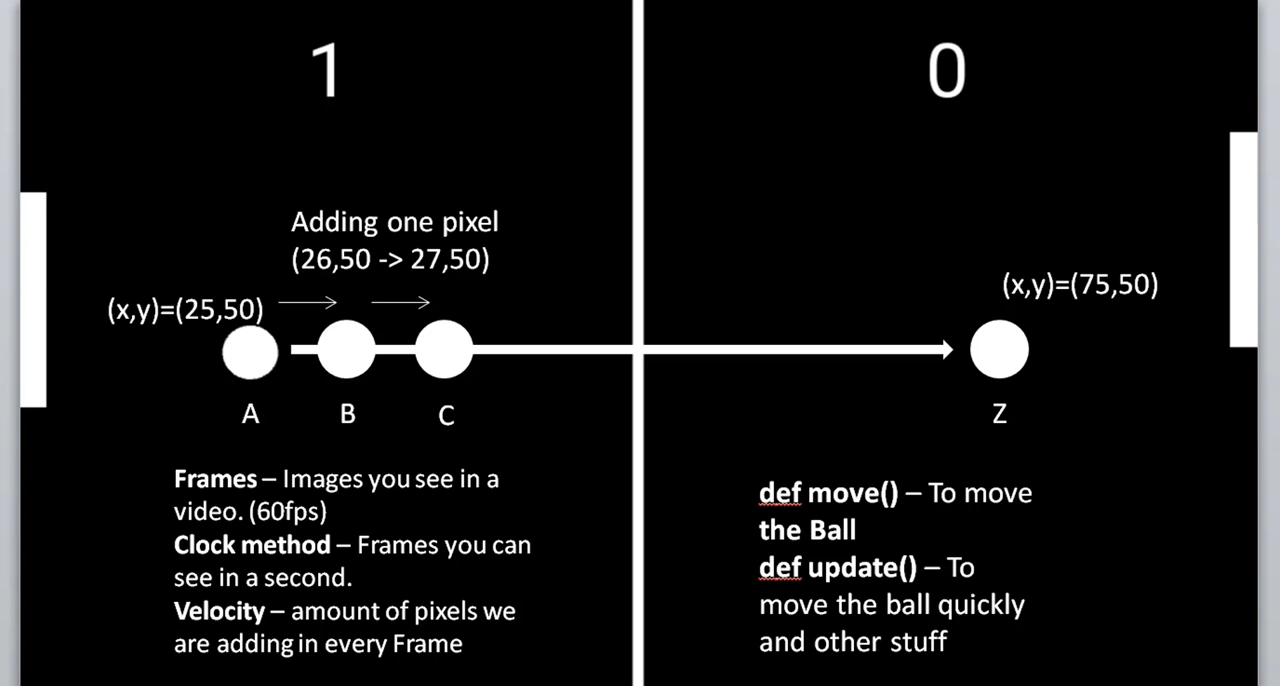 1
0
Adding one pixel
(26,50 -> 27,50)
(x,y)=(25,50)
(x,y)=(75,50)
A
B
C
Z
Frames – Images you see in a
video. (60fps)
Clock method – Frames you can
see in a second.
Velocity – amount of pixels we
are adding in every Frame
def move() – To move
the Ball
def update() – To
move the ball quickly
and other stuff